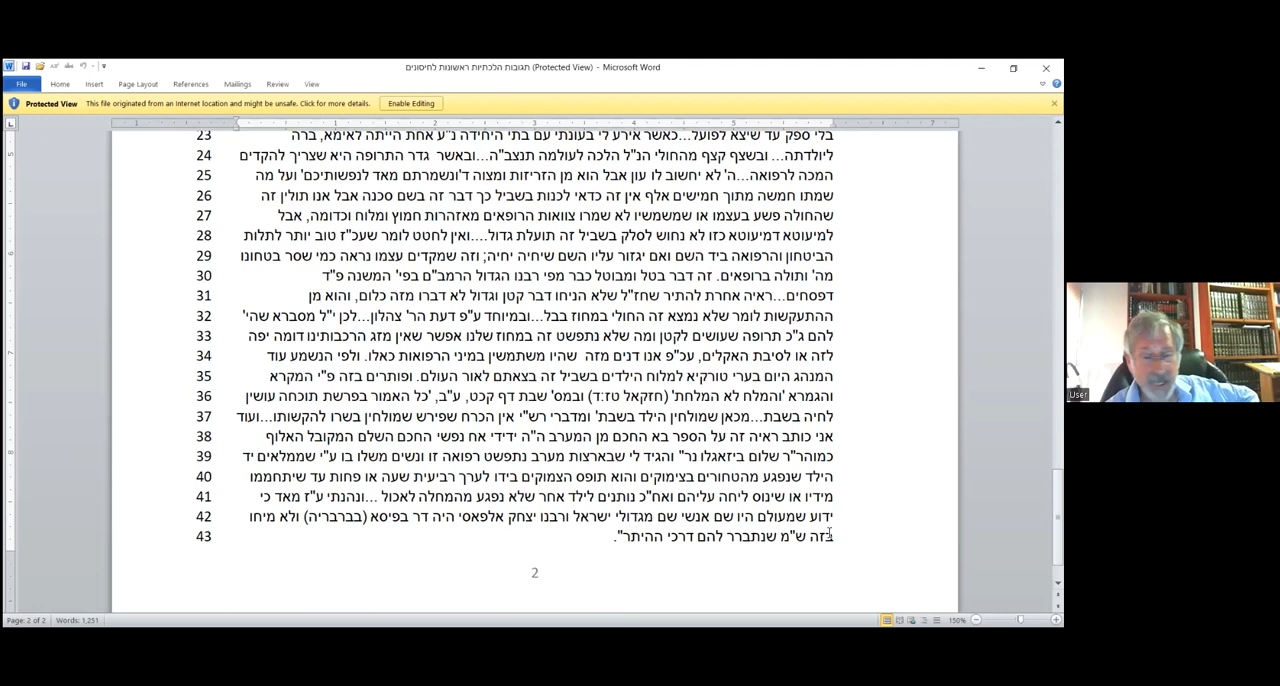 תגובות הלכתיות ראשונות לחיסונים (Protected View) - Microsoft Word
File Home Insert Page Layout References Mailings Review View
Protected View This file originated from an Internet location and might be unsafe. Click for more details. Enable Editing
23 בלי ספק עד שיצא לפועל...כאשר אירע לי בעונתי עם בתי היחידה נ"ע אחת הייתה לאימא, ברה
24 ליולדתה... ובשצף קצף מהחולי הנ"ל הלכה לעולמה תנצב"ה...ובאשר גדר התרופה היא שצריך להקדים
25 המכה לרפואה...ה' לא יחשוב לו עון אבל הוא מן הזריזות ומצוה ד'ונשמרתם מאד לנפשותיכם' ועל מה
26 שמתו חמשה מתוך חמישים אלף אין זה כדאי לכנות בשביל כך דבר זה בשם סכנה אבל אנו תולין זה
27 שהחולה פשע בעצמו או שמשמשיו לא שמרו צוואות הרופאים מאזהרות חמוץ ומלוח וכדומה, אבל
28 למיעוטא דמיעוטא כזו לא נחוש לסלק בשביל זה תועלת גדול....ואין לחטט לומר שעכ"ז טוב יותר לתלות
29 הביטחון והרפואה ביד השם ואם יגזור עליו השם שיחיה יחיה; וזה שמקדים עצמו נראה כמי שסר בטחונו
30 מה' ותולה ברופאים. זה דבר בטל ומבוטל כבר מפי רבנו הגדול הרמב"ם בפי' המשנה פ"ד
31 דפסחים...ראיה אחרת להתיר שחז"ל שלא הניחו דבר קטן וגדול לא דברו מזה כלום, והוא מן
32 ההתעקשות לומר שלא נמצא זה החולי במחוז בבל...ובמיוחד ע"פ דעת הר' צהלון...לכן י"ל מסברא שהי'
33 להם ג"כ תרופה שעושים לקטן ומה שלא נתפשט זה במחוז שלנו אפשר שאין מזג הרכבותינו דומה יפה
34 לזה או לסיבת האקלים, עכ"פ אנו דנים מזה שהיו משתמשין במיני הרפואות כאלו. ולפי הנשמע עוד
35 המנהג היום בערי טורקיא למלוח הילדים בשביל זה בצאתם לאור העולם. ופותרים בזה פ"י המקרא
36 והגמרא 'והמלח לא המלחת' (חזקאל טז:ד) ובמס' שבת דף קכט, ע"ב, 'כל האמור בפרשת תוכחה עושין
37 לחיה בשבת...מכאן שמולחין הילד בשבת' ומדברי רש"י אין הכרח שפירש שמולחין בשרו להקשותו...ועוד
38 אני כותב ראיה זה על הספר בא החכם מן המערב ה"ה ידידי אח נפשי החכם השלם המקובל האלוף
39 כמוהר"ר שלום ביזאגלו נר"ו והגיד לי שבארצות מערב נתפשט רפואה זו ונשים משלו בו ע"י שממלאים יד
40 הילד שנפגע מהטחורים בצימוקים והוא תופס הצמוקים בידו לערך רביעית שעה או פחות עד שיתחממו
41 מידיו או שינוס ליחה עליהם ואח"כ נותנים לילד אחר שלא נפגע מהמחלה לאכול ...ונהנתי ע"ז מאד כי
42 ידוע שמעולם היו שם אנשי שם מגדולי ישראל ורבנו יצחק אלפאסי היה דר בפיסא (בברבריה) ולא מיחו
43 בזה ש"מ שנתברר להם דרכי ההיתר".
2
Page: 2 of 2 Words: 1,251 150%
User